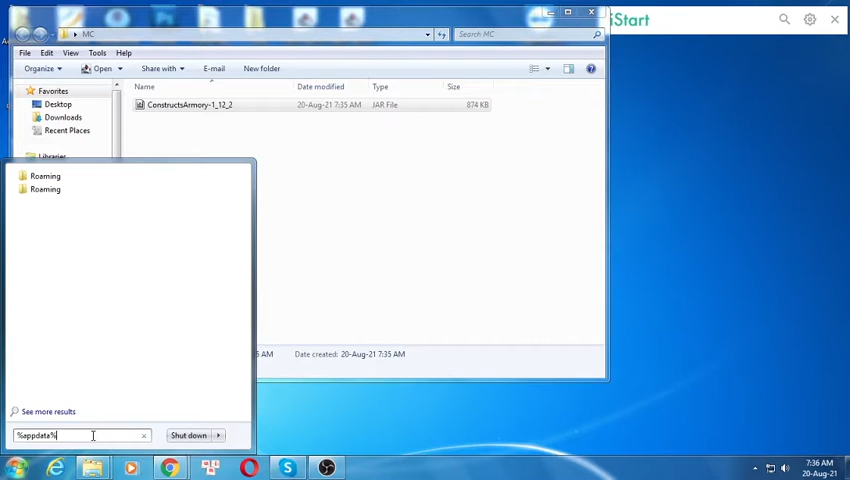 iStart
MC
Search MC
File Edit View Tools Help
Organize Open Share with E-mail New folder
Favorites
Desktop
Downloads
Recent Places
Libraries
Name Date modified Type Size
ConstructsArmory-1_12_2 20-Aug-21 7:35 AM JAR File 874 KB
Roaming
Roaming
AM Date created: 20-Aug-21 7:35 AM
See more results
%appdata%
Shut down
7:36 AM
20-Aug-21